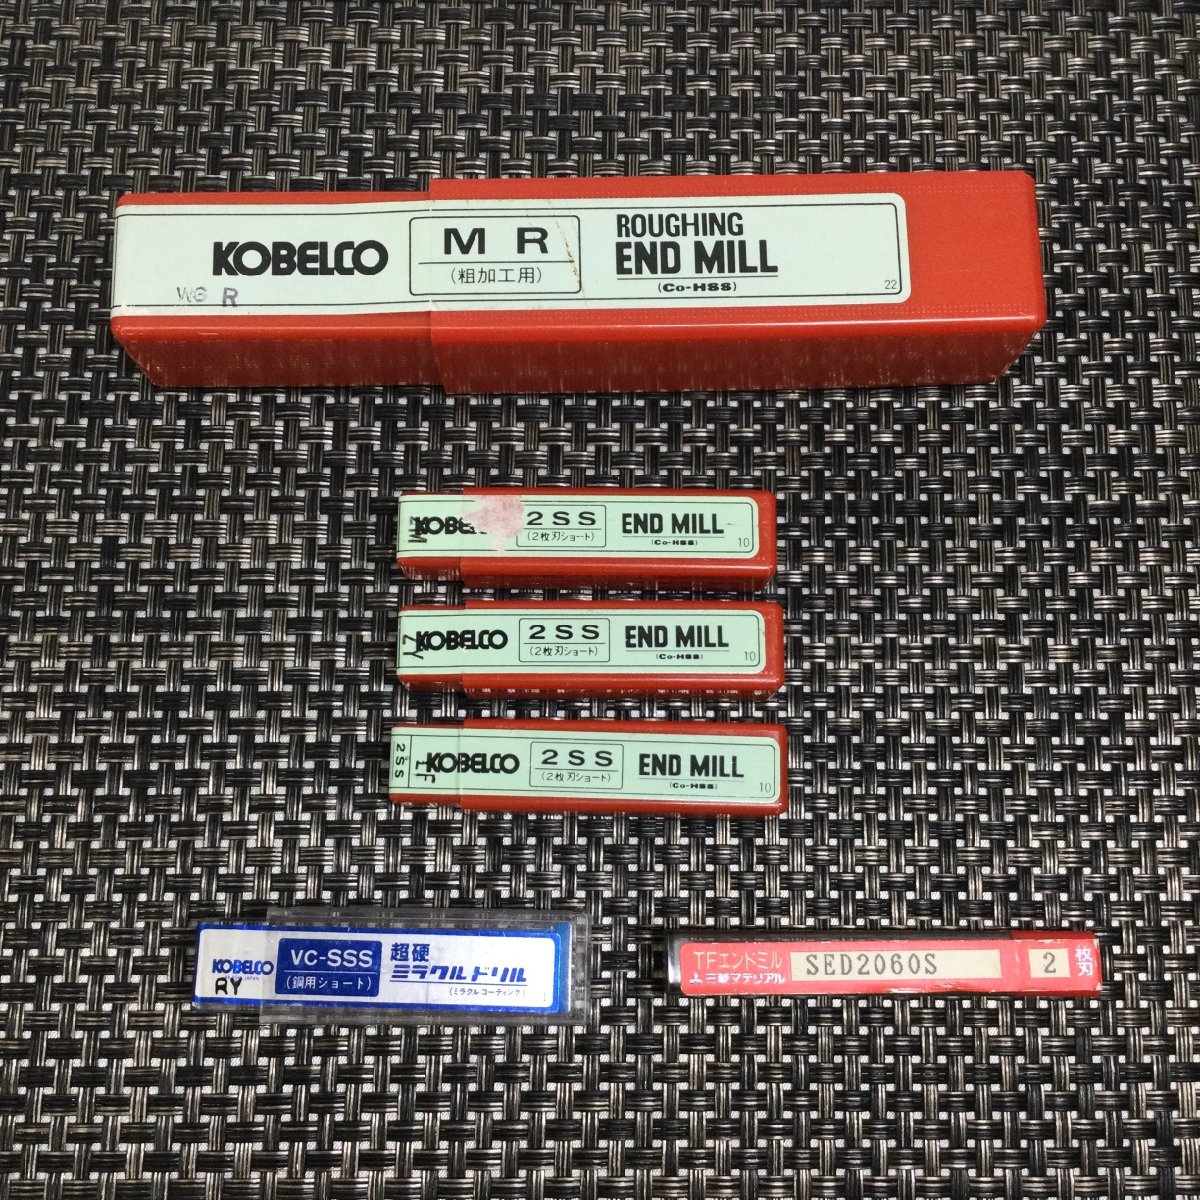 KOBELCO
M R
(粗加工用)
ROUGHING
END MILL
(Co-HSS)
R
22
2SS
(2枚刃ショート)
END MILL
(Co-HSS)
10
KOBELCO
2SS
(2枚刃ショート)
END MILL
(Co-HSS)
10
2SS
KOBELCO
2SS
(2枚刃ショート)
END MILL
(Co-HSS)
10
KOBELCO
VC-SSS
(鋼用ショート)
超硬
ミラクルドリル
(ミラクルコーティング)
TFエンドミル
三菱マテリアル
SED2060S
2
枚刃